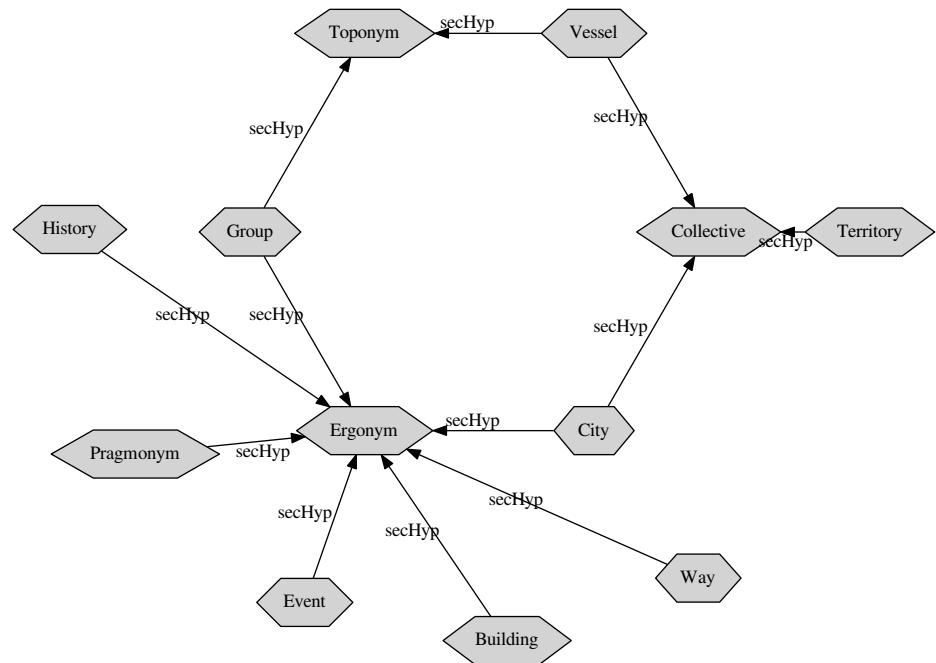 Toponym
secHyp
Vessel
secHyp
secHyp
History
Group
Collective
secHyp
Territory
secHyp
secHyp
secHyp
Pragmonym
secHyp
Ergonym
secHyp
City
secHyp
secHyp
secHyp
Event
Building
Way